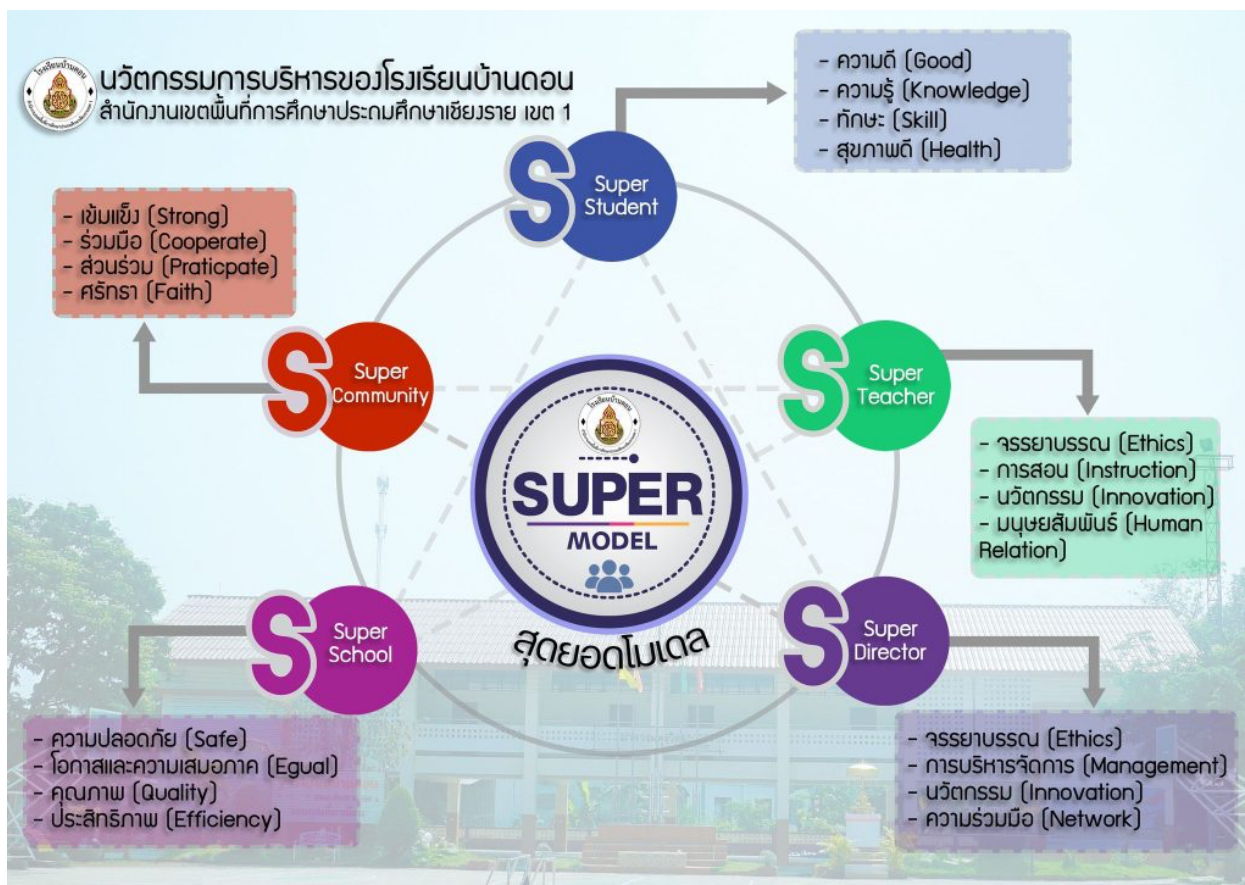 นวัตกรรมการบริหารของโรงเรียนบ้านดอน
สำนักงานเขตพื้นที่การศึกษาประถมศึกษาเชียงราย เขต 1
- ความดี (Good)
- ความรู้ (Knowledge)
- ทักษะ (Skill)
- สุขภาพดี (Health)
S
Super
Student
- เข้มแข็ง (Strong)
- ร่วมมือ (Cooperate)
- ส่วนร่วม (Praticpate)
- ศรัทธา (Faith)
S
Super
Community
S
Super
Teacher
- จรรยาบรรณ (Ethics)
- การสอน (Instruction)
- นวัตกรรม (Innovation)
- มนุษยสัมพันธ์ (Human
Relation)
โรงเรียนบ้านดอน
SUPER
MODEL
สุดยอดโมเดล
S
Super
School
S
Super
Director
- ความปลอดภัย (Safe)
- โอกาสและความเสมอภาค (Egual)
- คุณภาพ (Quality)
- ประสิทธิภาพ (Efficiency)
- จรรยาบรรณ (Ethics)
- การบริหารจัดการ (Management)
- นวัตกรรม (Innovation)
- ความร่วมมือ (Network)